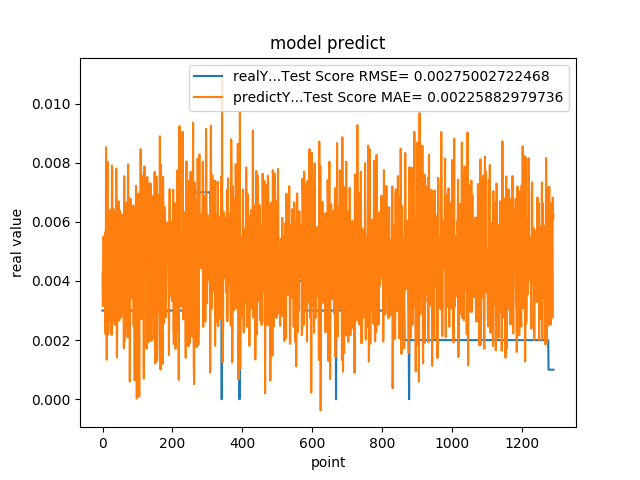 model predict
realY...Test Score RMSE= 0.00275002722468
predictY...Test Score MAE= 0.00225882979736
0.010
0.008
0.006
0.004
0.002
0.000
real value
0 200 400 600 800 1000 1200
point